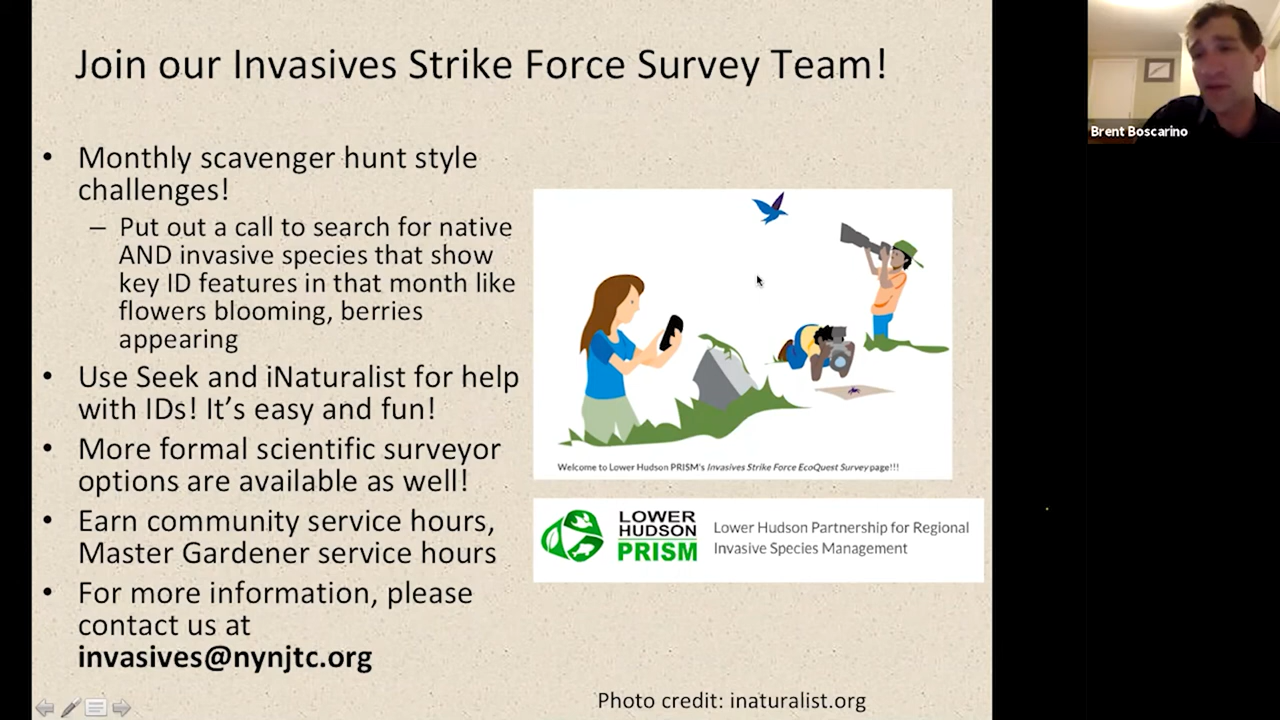 Join our Invasives Strike Force Survey Team!
• Monthly scavenger hunt style
challenges!
– Put out a call to search for native
AND invasive species that show
key ID features in that month like
flowers blooming, berries
appearing
• Use Seek and iNaturalist for help
with IDs! It's easy and fun!
• More formal scientific surveyor
options are available as well!
• Earn community service hours,
Master Gardener service hours
• For more information, please
contact us at
invasives@nynjtc.org
Welcome to Lower Hudson PRISM's Invasives Strike Force EcoQuest Survey page!!!
LOWER
HUDSON
PRISM
Lower Hudson Partnership for Regional
Invasive Species Management
Photo credit: inaturalist.org
Brent Boscarino